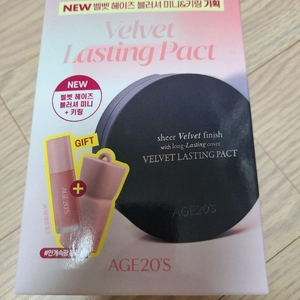 NEW 벨벳 헤이즈 블러셔 미니&키링 기획
Velvet
Lasting Pact
NEW
벨벳 헤이즈
블러셔 미니
+ 키링
GIFT
sheer Velvet finish
with long-Lasting cover
VELVET LASTING PACT
AGE20'S
AGE20'S
AGE20'S